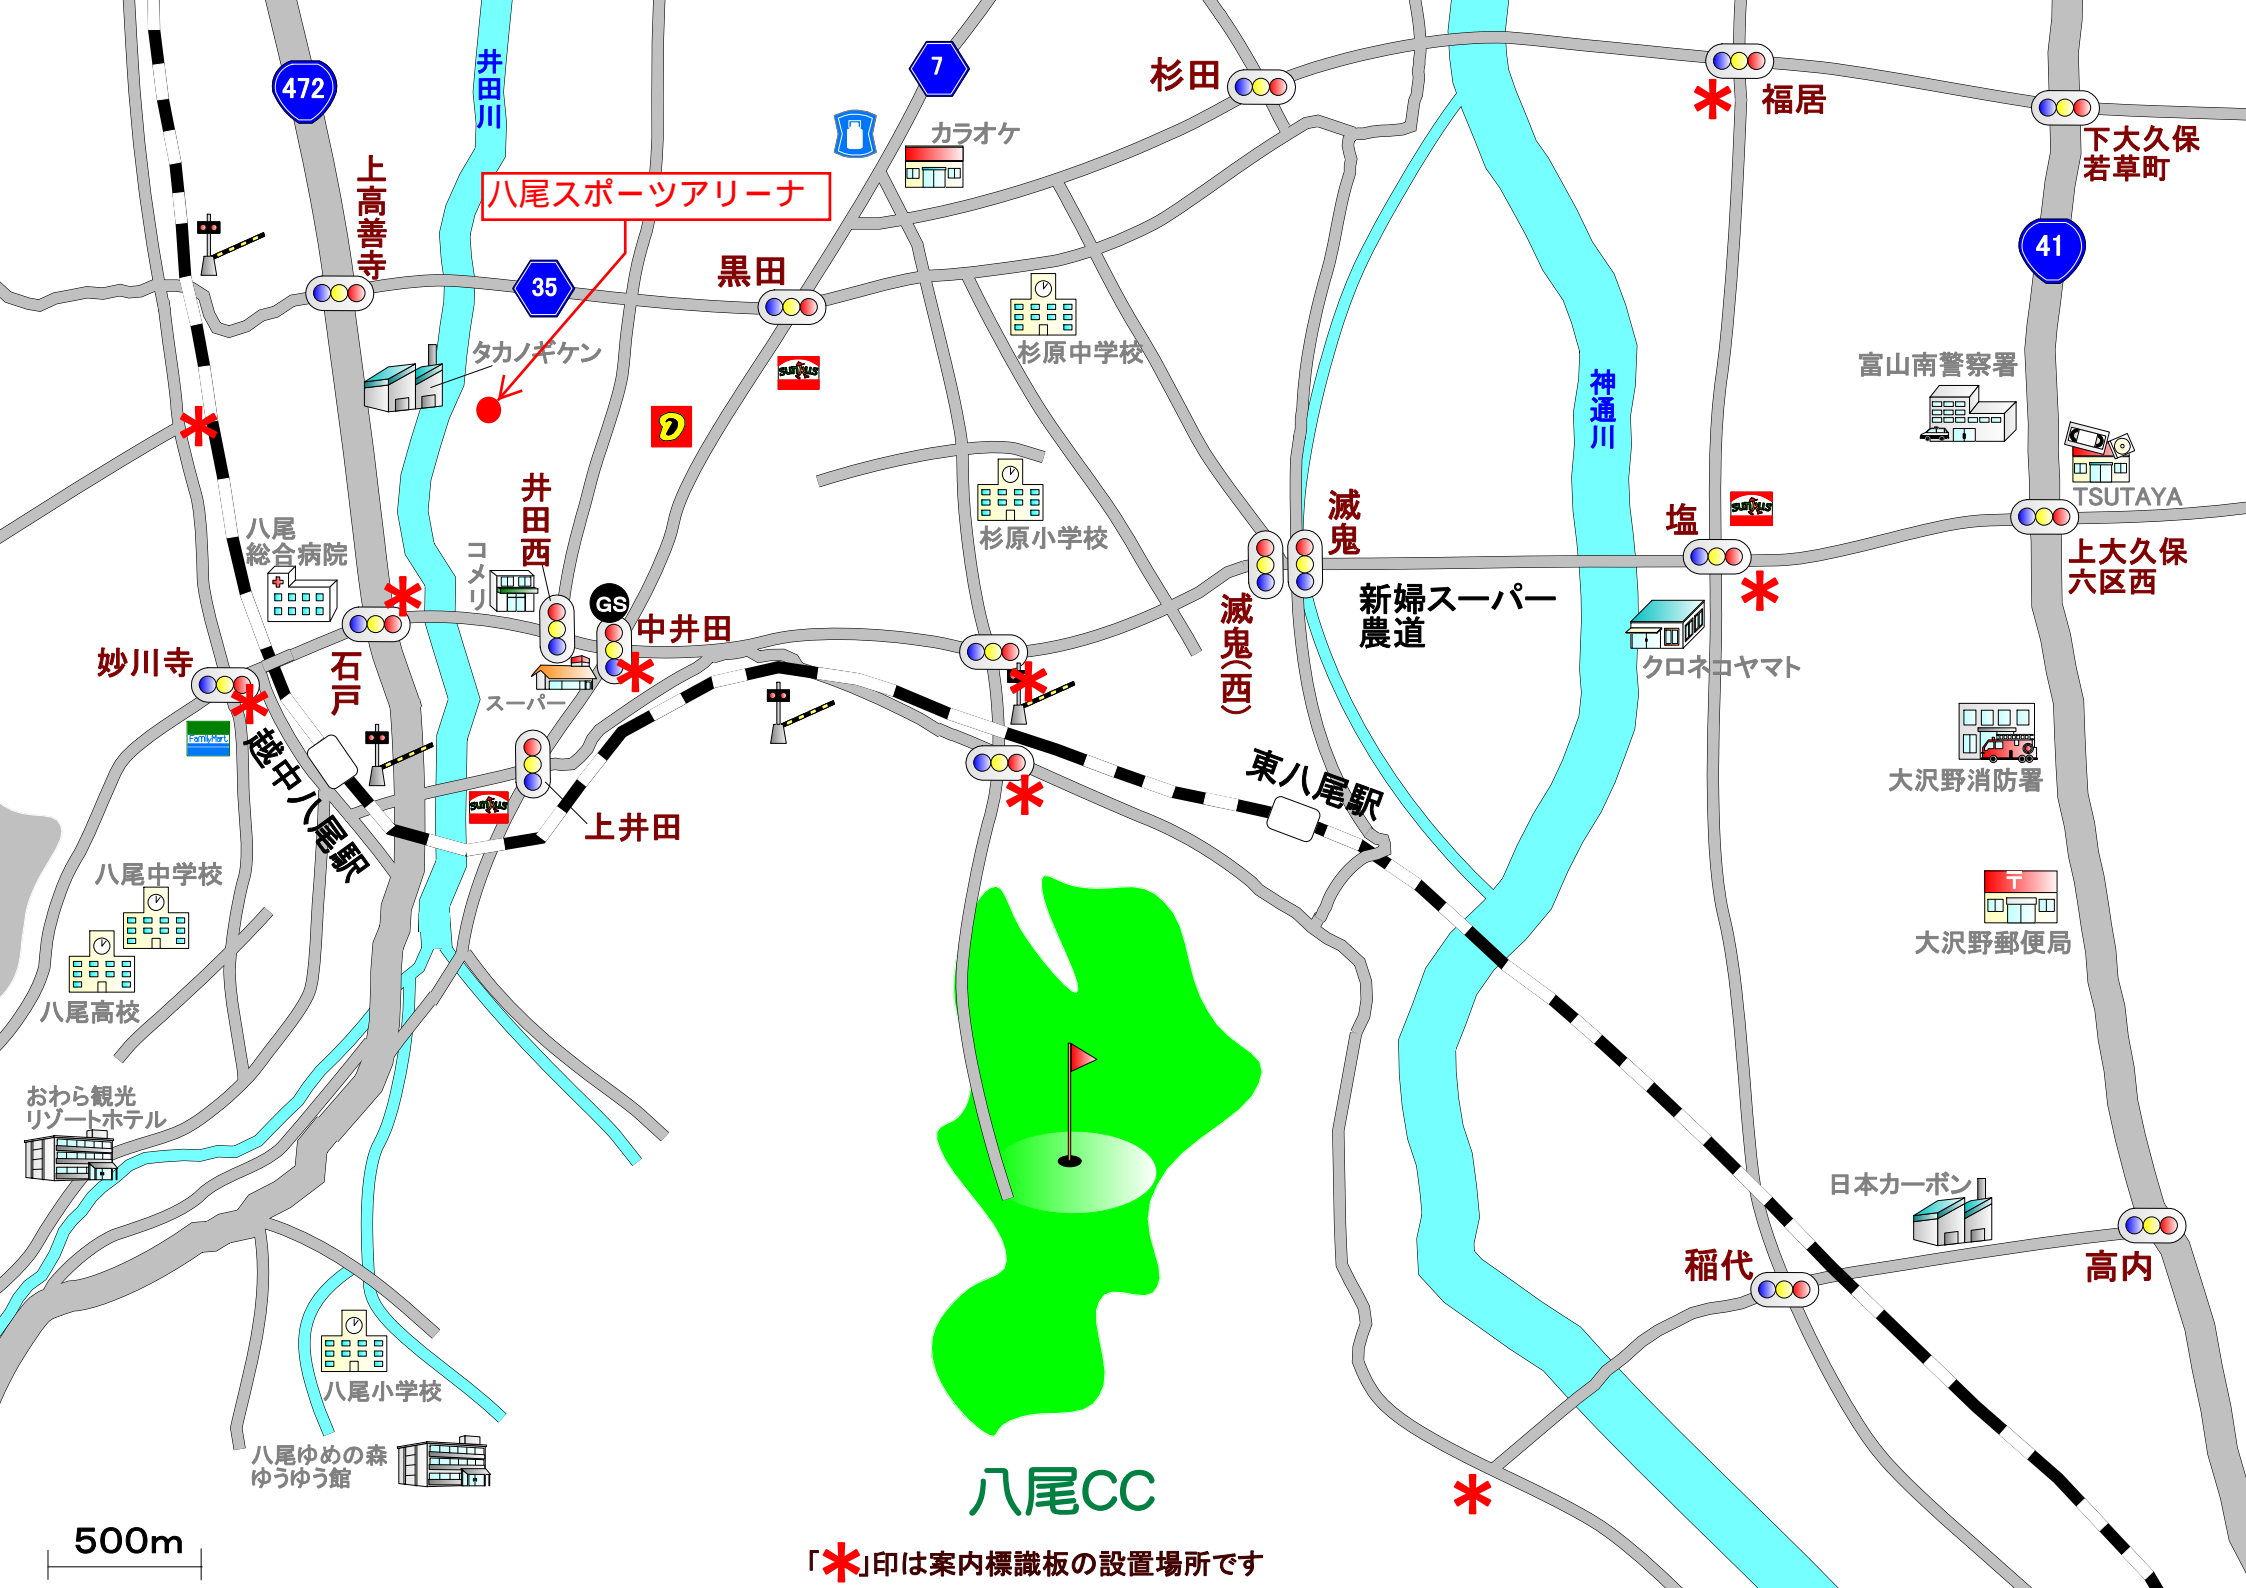 472
井田川
7
カラオケ
杉田
福居
下大久保
若草町
上高善寺
八尾スポーツアリーナ
35
黒田
41
杉原中学校
タカノギケン
神通川
富山南警察署
sunkus
TSUTAYA
八尾
総合病院
コメリ
井田西
杉原小学校
滅鬼
塩
sunkus
上大久保
六区西
GS
中井田
新婦スーパー
農道
滅鬼(西)
クロネコヤマト
妙川寺
石戸
スーパー
FamilyMart
越中八尾駅
sunkus
上井田
東八尾駅
大沢野消防署
〒
大沢野郵便局
八尾中学校
八尾高校
おわら観光
リゾートホテル
日本カーボン
稲代
高内
八尾小学校
八尾ゆめの森
ゆうゆう館
八尾CC
500m
「*」印は案内標識板の設置場所です